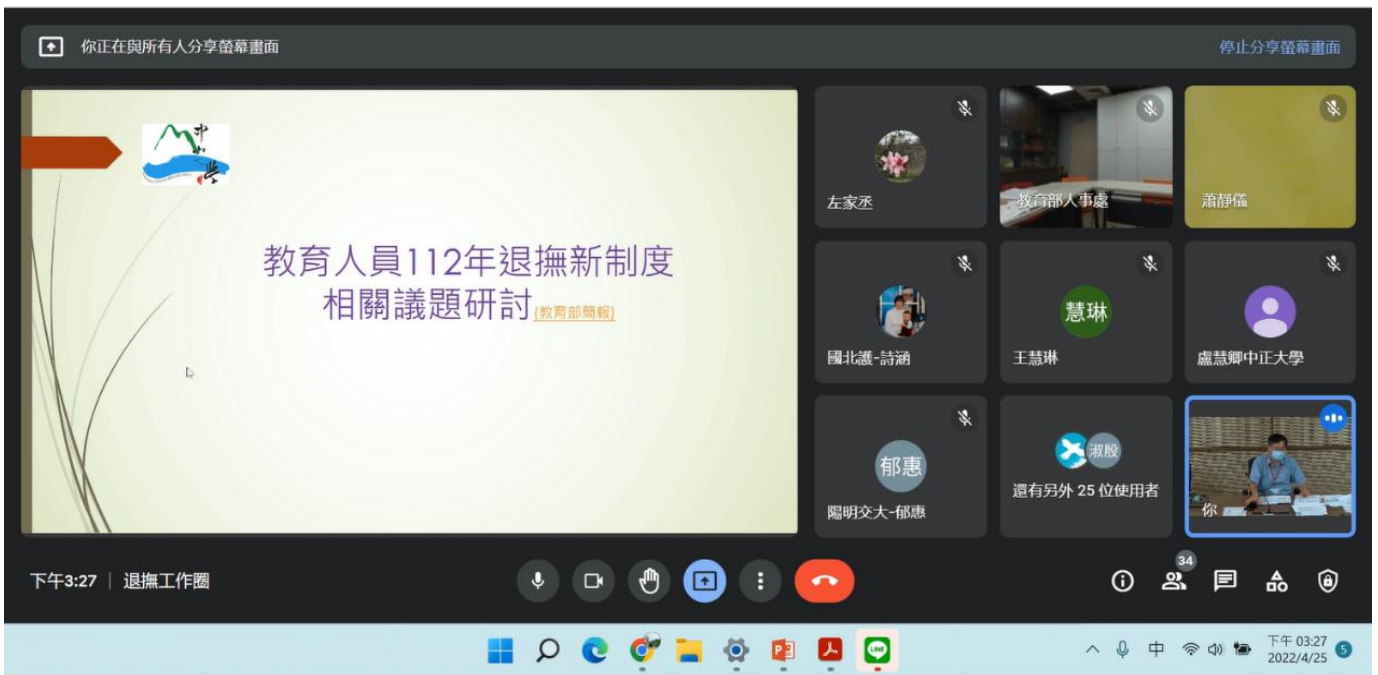 你正在與所有人分享螢幕畫面
停止分享螢幕畫面
中
興
教育人員112年退撫新制度
相關議題研討(教育部簡報)
左家丞
教育部人事處
蕭靜儀
國北護-詩涵
慧琳
王慧琳
盧慧卿中正大學
郁惠
陽明交大-郁惠
淑殷
還有另外 25 位使用者
你
下午3:27 | 退撫工作圈
34
LINE
中
下午 03:27
2022/4/25
5